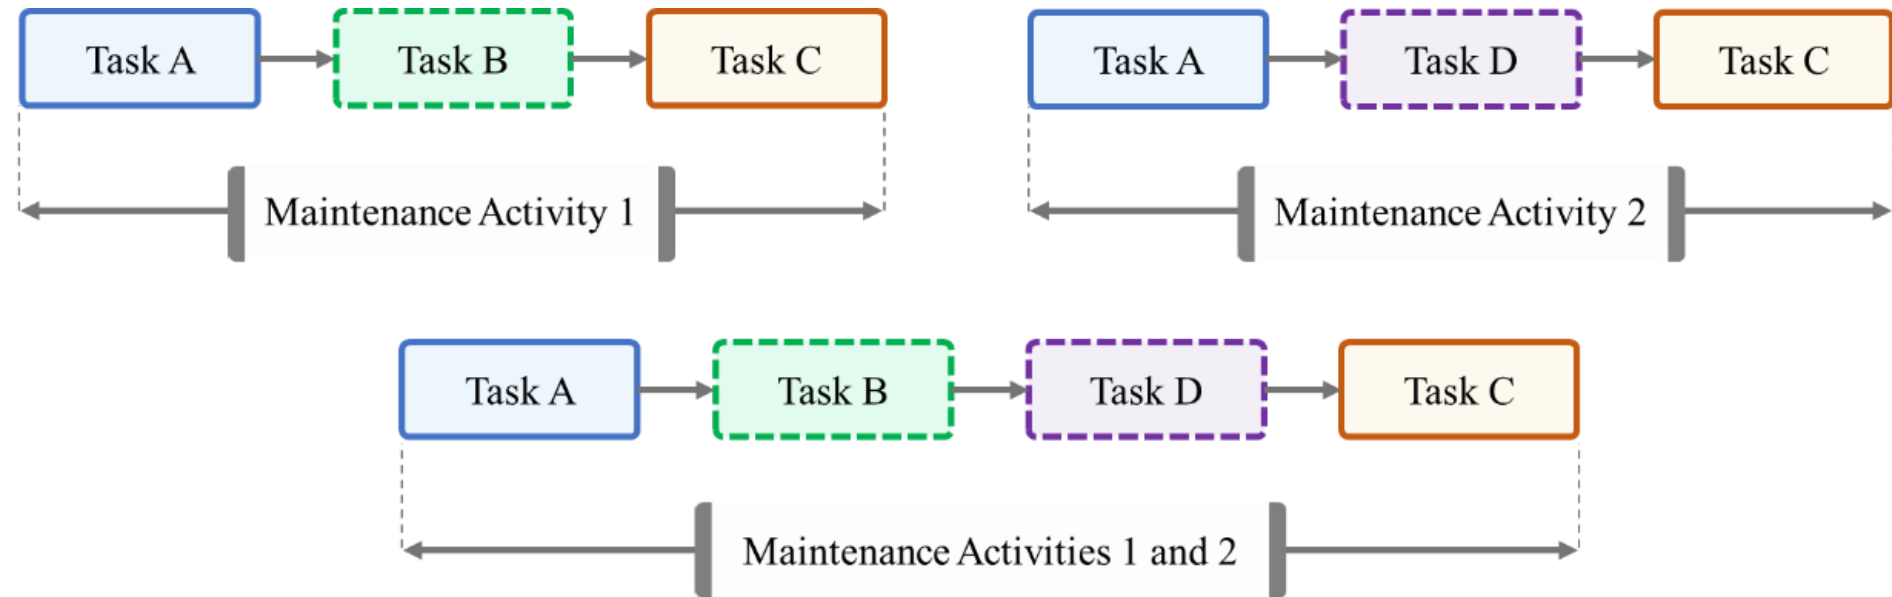 Task A
Task B
Task C
Task A
Task D
Task C
Maintenance Activity 1
Maintenance Activity 2
Task A
Task B
Task D
Task C
Maintenance Activities 1 and 2